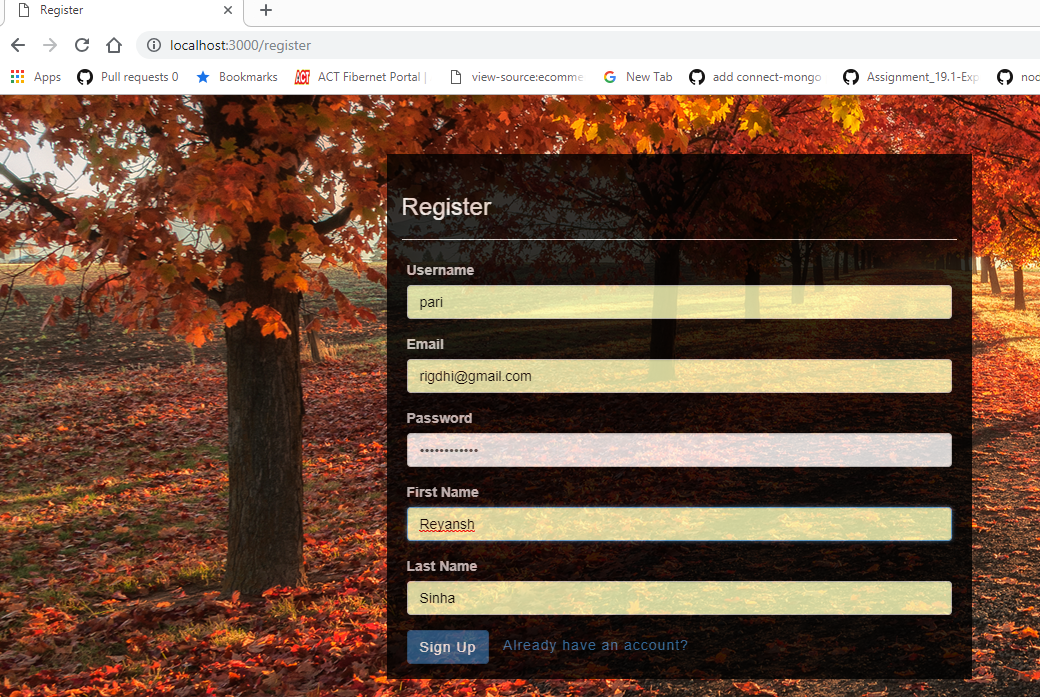 Register
localhost:3000/register
Apps Pull requests 0 Bookmarks ACT ACT Fibernet Portal | view-source:ecomme New Tab add connect-mongo Assignment_19.1-Exp nod
Register
Username
pari
Email
rigdhi@gmail.com
Password
••••••••••••
First Name
Reyansh
Last Name
Sinha
Sign Up Already have an account?